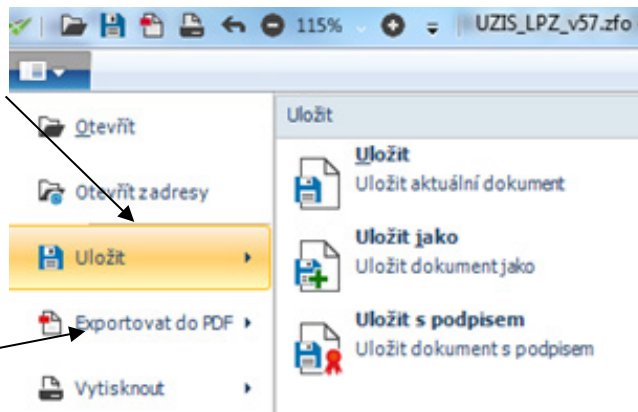 115% UZIS_LPZ_v57.zfo
Otevřít
Otevřít z adresy
Uložit
Exportovat do PDF
Vytisknout
Uložit
Uložit
Uložit aktuální dokument
Uložit jako
Uložit dokument jako
Uložit s podpisem
Uložit dokument s podpisem